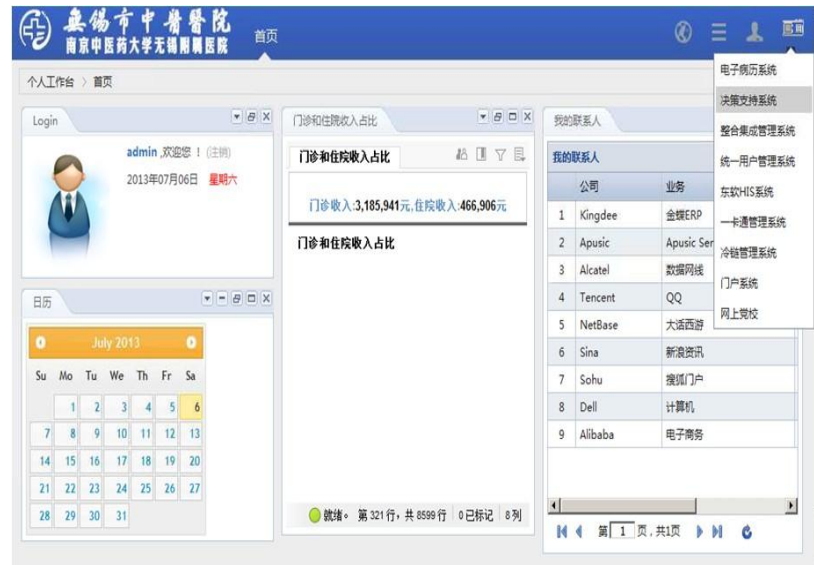 無锡市中醫醫院
南京中医药大学无锡附属医院
首页
个人工作台 > 首页
电子病历系统
决策支持系统
整合集成管理系统
统一用户管理系统
东软HIS系统
一卡通管理系统
冷链管理系统
门户系统
网上党校
Login
admin ,欢迎您 ! (注销)
2013年07月06日 星期六
日历
July 2013
Su Mo Tu We Th Fr Sa
1 2 3 4 5 6
7 8 9 10 11 12 13
14 15 16 17 18 19 20
21 22 23 24 25 26 27
28 29 30 31
门诊和住院收入占比
门诊和住院收入占比
门诊收入:3,185,941元,住院收入:466,906元
门诊和住院收入占比
就绪。 第 321 行，共 8599 行 0 已标记 8 列
我的联系人
我的联系人
公司 业务
1 Kingdee 金蝶ERP
2 Apusic Apusic Ser
3 Alcatel 数据网线
4 Tencent QQ
5 NetBase 大话西游
6 Sina 新浪资讯
7 Sohu 搜狐门户
8 Dell 计算机
9 Alibaba 电子商务
第 1 页 , 共1页